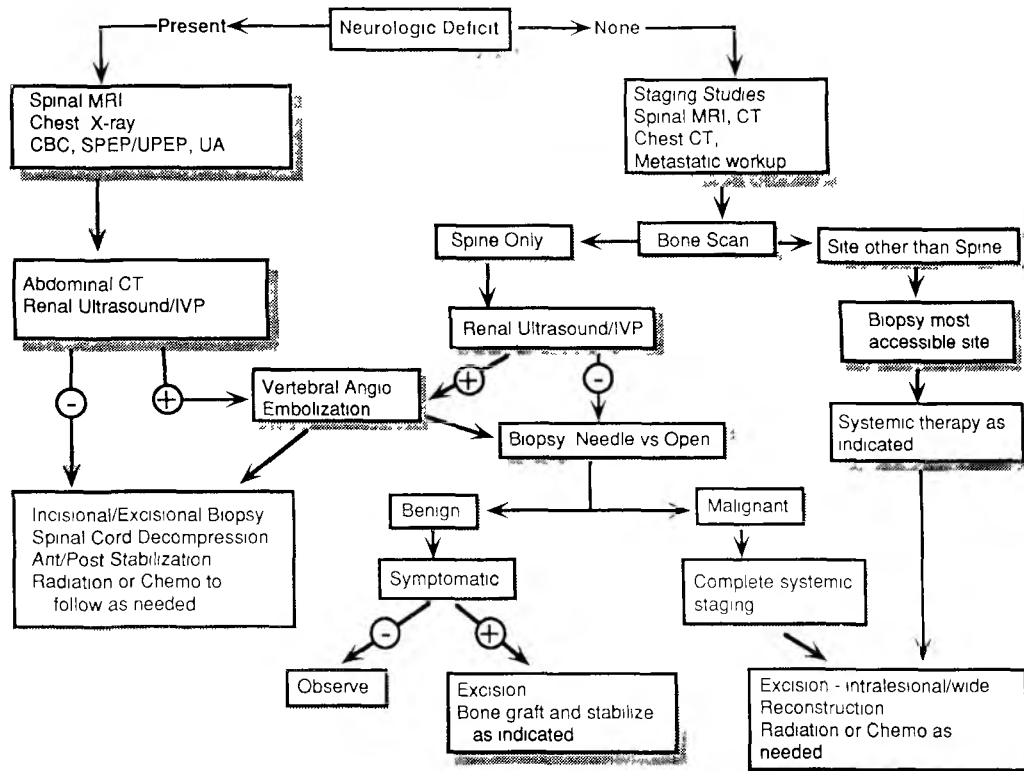 Present
Neurologic Deficit
None
Spinal MRI
Chest X-ray
CBC, SPEP/UPEP, UA
Staging Studies
Spinal MRI, CT
Chest CT,
Metastatic workup
Spine Only
Bone Scan
Site other than Spine
Abdominal CT
Renal Ultrasound/IVP
Renal Ultrasound/IVP
Biopsy most
accessible site
-
+
Vertebral Angio
Embolization
+
-
Biopsy Needle vs Open
Systemic therapy as
indicated
Incisional/Excisional Biopsy
Spinal Cord Decompression
Ant/Post Stabilization
Radiation or Chemo to
follow as needed
Benign
Malignant
Symptomatic
Complete systemic
staging
-
+
Observe
Excision
Bone graft and stabilize
as indicated
Excision - intralesional/wide
Reconstruction
Radiation or Chemo as
needed